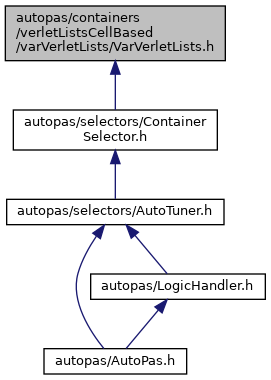 autopas/containers
/verletListsCellBased
/varVerletLists/VarVerletLists.h
autopas/selectors/Container
Selector.h
autopas/selectors/AutoTuner.h
autopas/LogicHandler.h
autopas/AutoPas.h